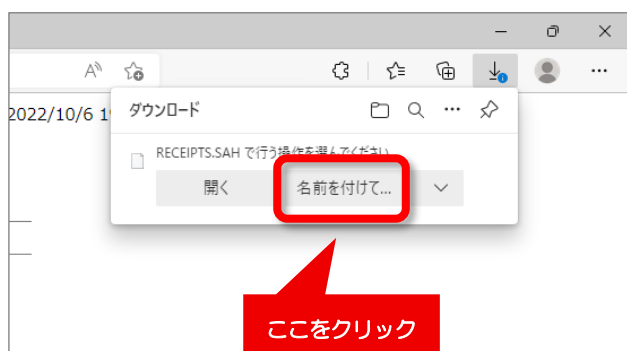 2022/10/6 1
ダウンロード
RECEIPTS.SAH で行う操作を選んでください
開く
名前を付けて...
ここをクリック